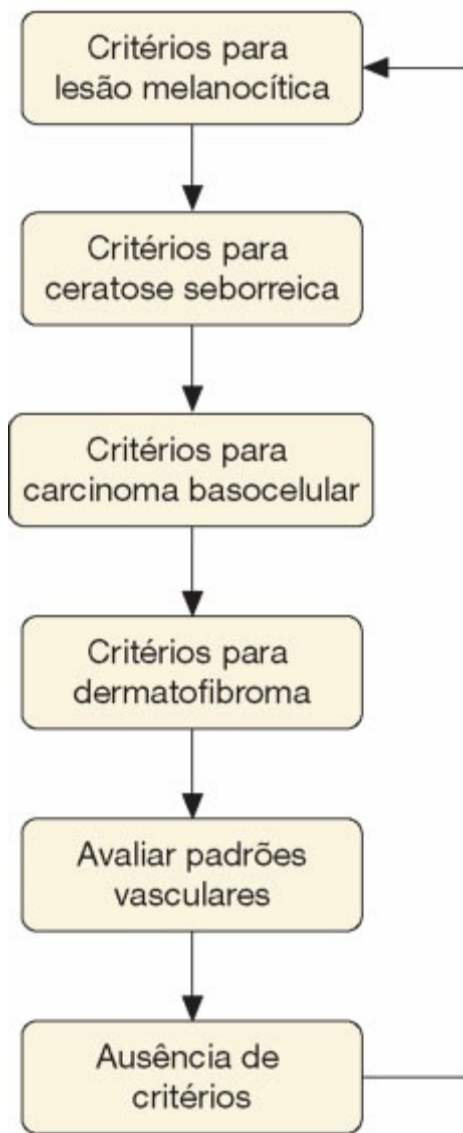 Critérios para
lesão melanocítica
Critérios para
ceratose seborreica
Critérios para
carcinoma basocelular
Critérios para
dermatofibroma
Avaliar padrões
vasculares
Ausência de
critérios